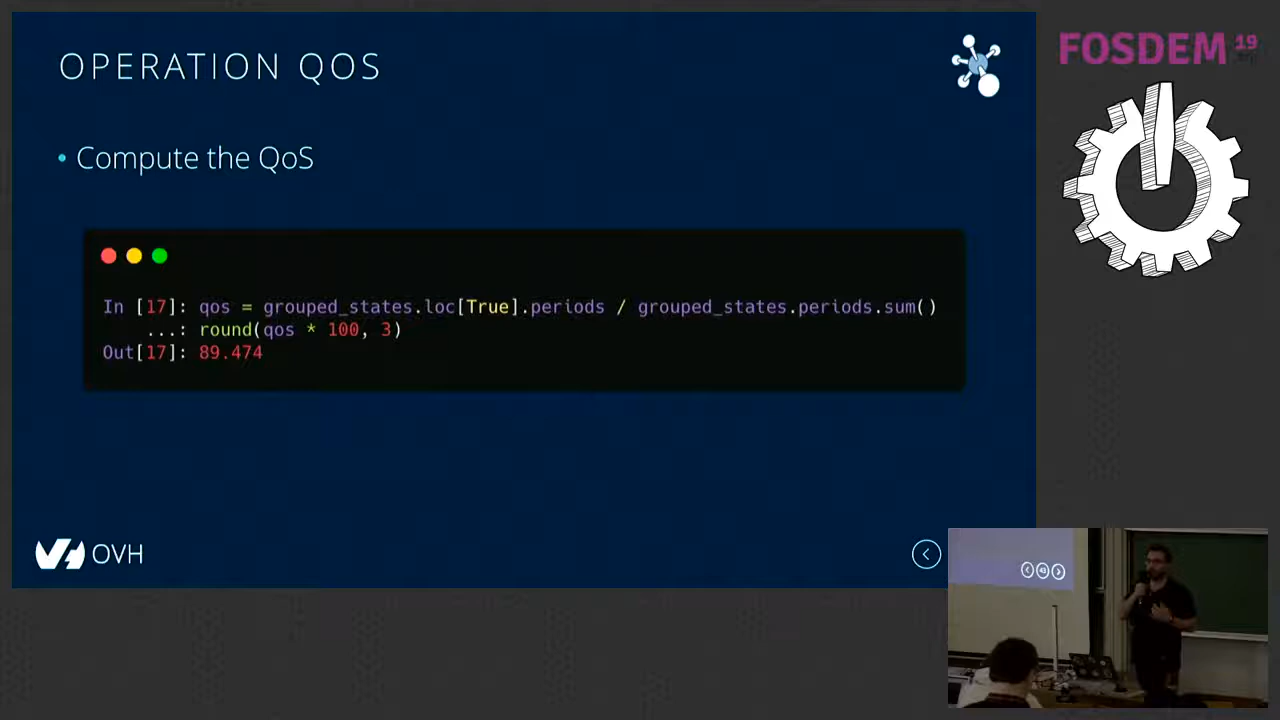 OPERATION QOS
FOSDEM 19
.org
• Compute the QoS
In [17]: qos = grouped_states.loc[True].periods / grouped_states.periods.sum()
...: round(qos * 100, 3)
Out[17]: 89.474
OVH